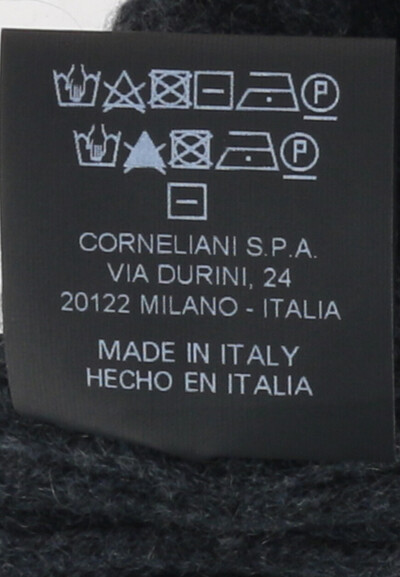 P
P
CORNELIANI S.P.A.
VIA DURINI, 24
20122 MILANO - ITALIA
MADE IN ITALY
HECHO EN ITALIA